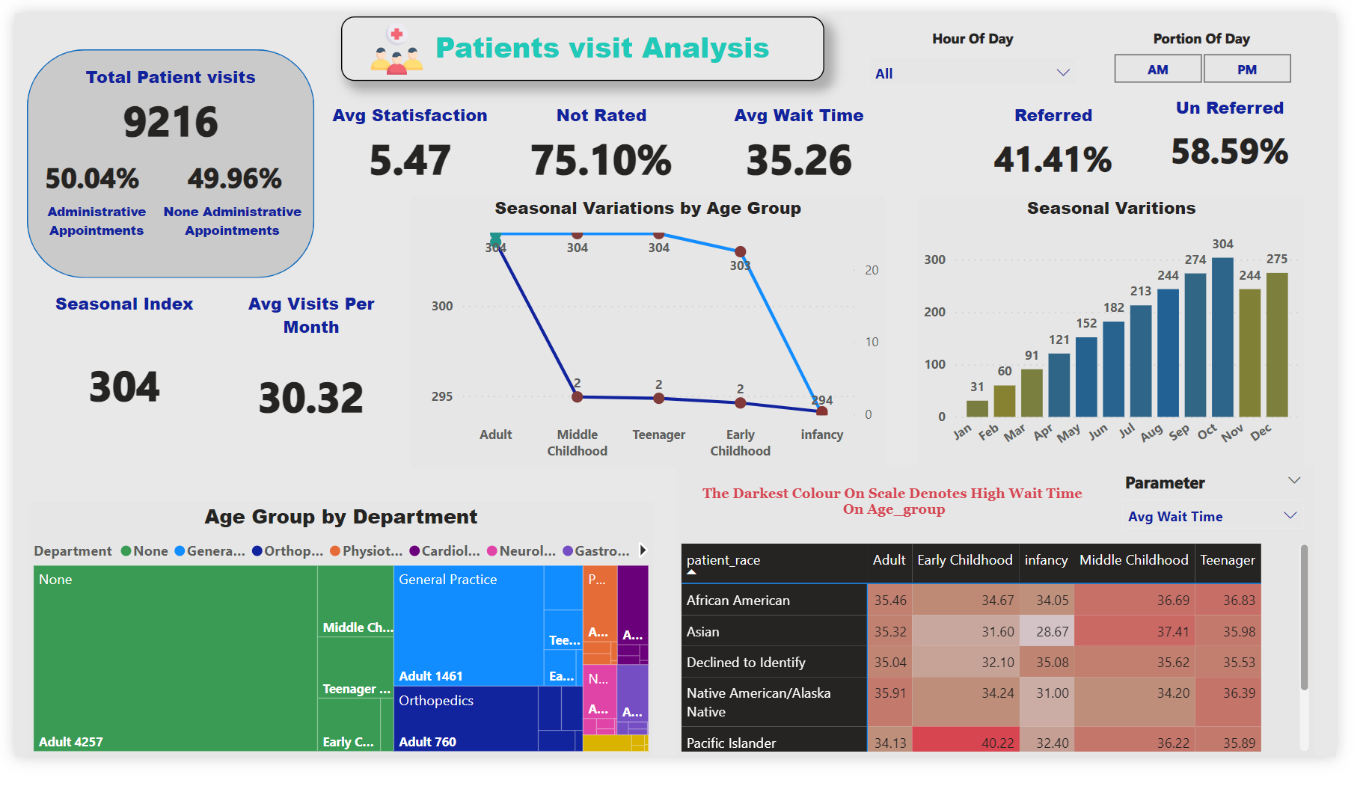 Patients visit Analysis
Hour Of Day
All
Portion Of Day
AM
PM
Total Patient visits
9216
50.04%
49.96%
Administrative
Appointments
None Administrative
Appointments
Avg Statisfaction
5.47
Not Rated
75.10%
Avg Wait Time
35.26
Referred
41.41%
Un Referred
58.59%
Seasonal Index
304
Avg Visits Per
Month
30.32
Seasonal Variations by Age Group
304
304
304
303
294
2
2
2
300
295
20
10
0
Adult
Middle
Childhood
Teenager
Early
Childhood
infancy
Seasonal Varitions
300
200
100
0
31
60
91
121
152
182
213
244
274
304
244
275
Jan
Feb
Mar
Apr
May
Jun
Jul
Aug
Sep
Oct
Nov
Dec
Age Group by Department
Department None Genera... Orthop... Physiot... Cardiol... Neurol... Gastro...
None
Adult 4257
Middle Ch...
Teenager ...
Early C...
General Practice
Adult 1461
Tee...
Ea...
Orthopedics
Adult 760
P...
A...
A...
N...
A...
A...
The Darkest Colour On Scale Denotes High Wait Time
On Age_group
Parameter
Avg Wait Time
patient_race Adult Early Childhood infancy Middle Childhood Teenager
African American 35.46 34.67 34.05 36.69 36.83
Asian 35.32 31.60 28.67 37.41 35.98
Declined to Identify 35.04 32.10 35.08 35.62 35.53
Native American/Alaska
Native 35.91 34.24 31.00 34.20 36.39
Pacific Islander 34.13 40.22 32.40 36.22 35.89